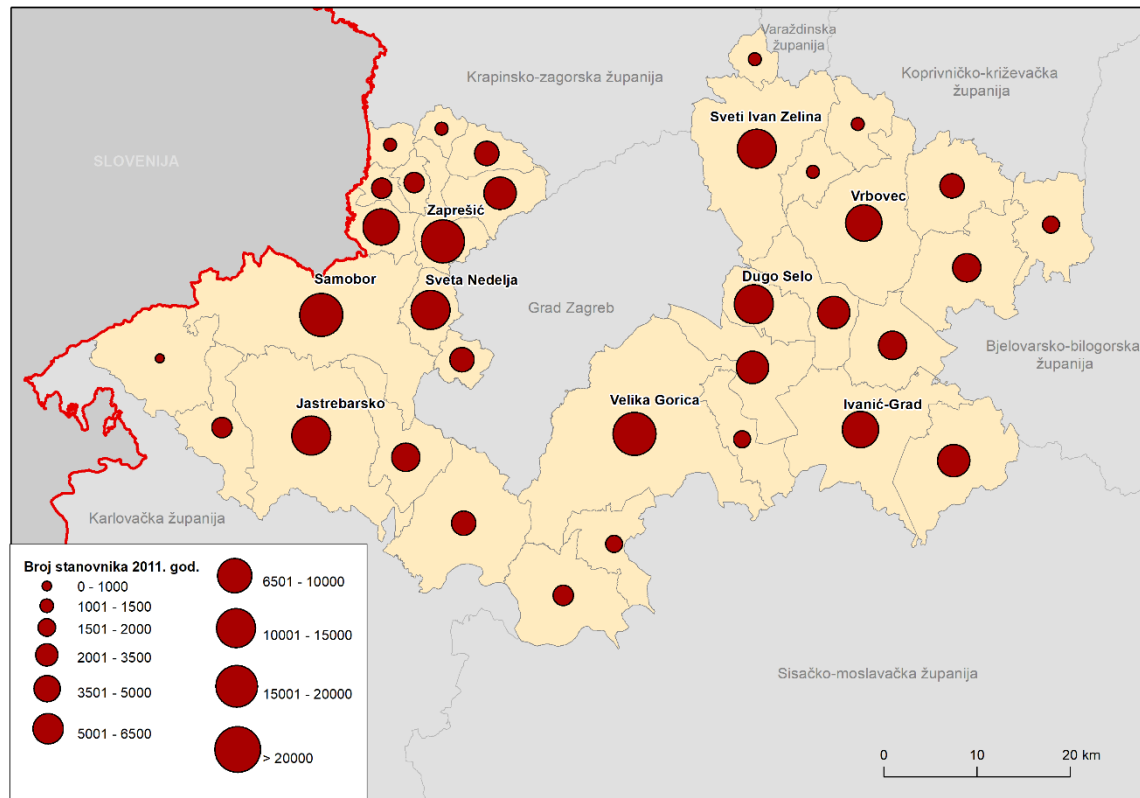 Varaždinska
županija
Krapinsko-zagorska županija
Koprivničko-križevačka
županija
Sveti Ivan Zelina
SLOVENIJA
Vrbovec
Zaprešić
Samobor
Sveta Nedelja
Dugo Selo
Grad Zagreb
Bjelovarsko-bilogorska
županija
Jastrebarsko
Velika Gorica
Ivanić-Grad
Karlovačka županija
Broj stanovnika 2011. god.
0 - 1000
1001 - 1500
1501 - 2000
2001 - 3500
3501 - 5000
5001 - 6500
6501 - 10000
10001 - 15000
15001 - 20000
> 20000
Sisačko-moslavačka županija
0 10 20 km